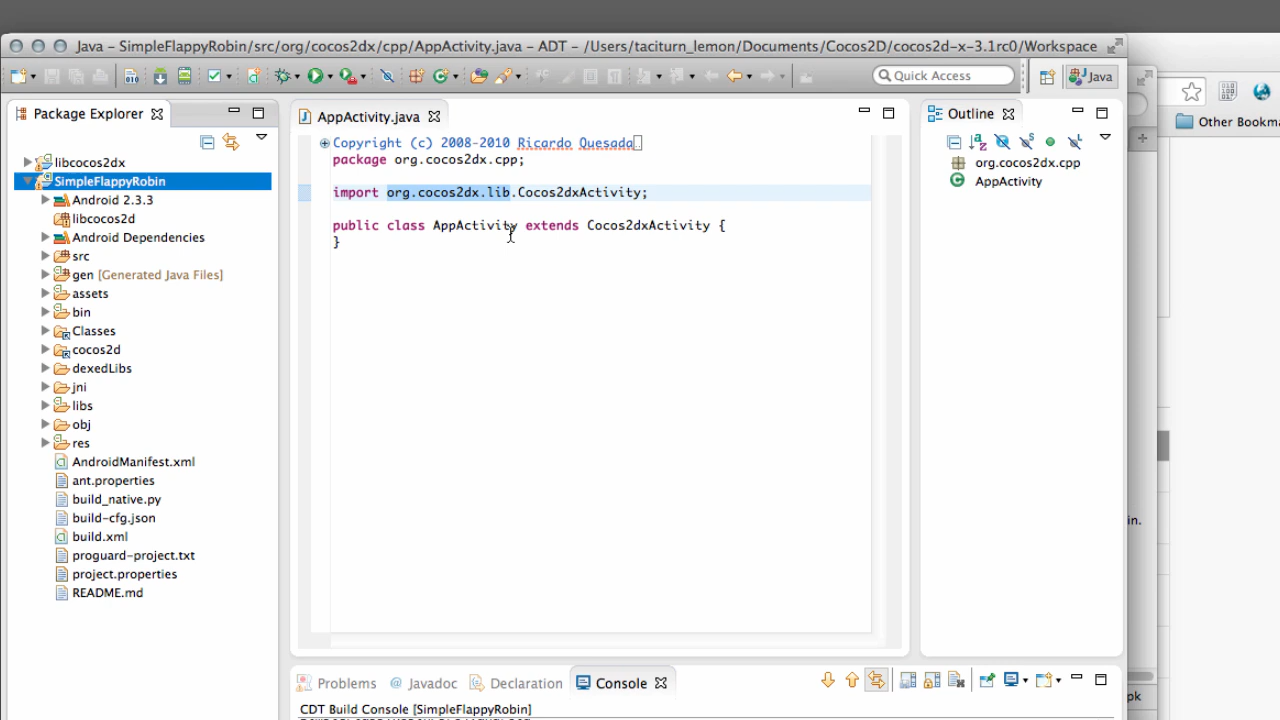 Java – SimpleFlappyRobin/src/org/cocos2dx/cpp/AppActivity.java – ADT – /Users/taciturn_lemon/Documents/Cocos2D/cocos2d-x-3.1rc0/Workspace
Quick Access
Java
Other Bookma
Package Explorer
libcocos2dx
SimpleFlappyRobin
Android 2.3.3
libcocos2d
Android Dependencies
src
gen [Generated Java Files]
assets
bin
Classes
cocos2d
dexedLibs
jni
libs
obj
res
AndroidManifest.xml
ant.properties
build_native.py
build-cfg.json
build.xml
proguard-project.txt
project.properties
README.md
AppActivity.java
Copyright (c) 2008-2010 Ricardo Quesada
package org.cocos2dx.cpp;
import org.cocos2dx.lib.Cocos2dxActivity;
public class AppActivity extends Cocos2dxActivity {
}
Outline
org.cocos2dx.cpp
AppActivity
in.
pk
Problems
@ Javadoc
Declaration
Console
CDT Build Console [SimpleFlappyRobin]